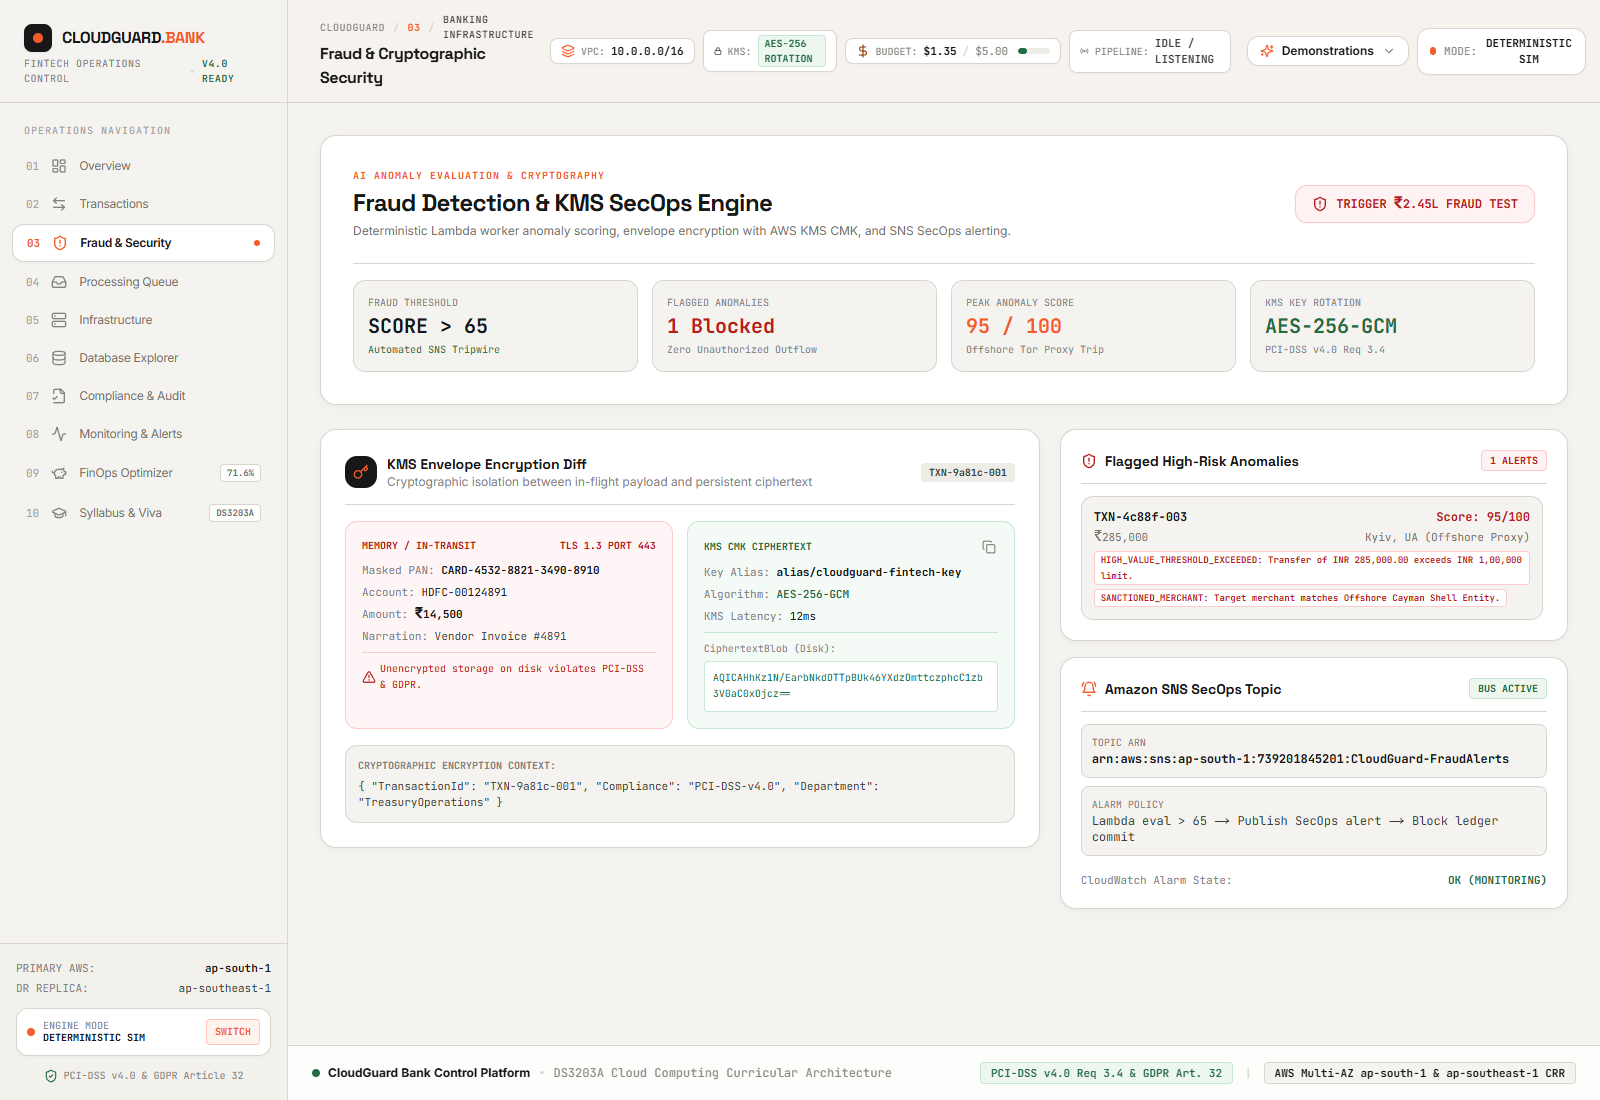 CLOUDGUARD.BANK
FINTECH OPERATIONS CONTROL
V4.0 READY
OPERATIONS NAVIGATION
01 Overview
02 Transactions
03 Fraud & Security
04 Processing Queue
05 Infrastructure
06 Database Explorer
07 Compliance & Audit
08 Monitoring & Alerts
09 FinOps Optimizer 71.6%
10 Syllabus & Viva DS3203A
PRIMARY AWS: ap-south-1
DR REPLICA: ap-southeast-1
ENGINE MODE
DETERMINISTIC SIM
SWITCH
PCI-DSS v4.0 & GDPR Article 32
CLOUDGUARD / 03 / BANKING INFRASTRUCTURE
Fraud & Cryptographic
Security
VPC: 10.0.0.0/16
KMS: AES-256 ROTATION
BUDGET: $1.35 / $5.00
PIPELINE: IDLE / LISTENING
Demonstrations
MODE: DETERMINISTIC SIM
AI ANOMALY EVALUATION & CRYPTOGRAPHY
Fraud Detection & KMS SecOps Engine
Deterministic Lambda worker anomaly scoring, envelope encryption with AWS KMS CMK, and SNS SecOps alerting.
TRIGGER ₹2.45L FRAUD TEST
FRAUD THRESHOLD
SCORE > 65
Automated SNS Tripwire
FLAGGED ANOMALIES
1 Blocked
Zero Unauthorized Outflow
PEAK ANOMALY SCORE
95 / 100
Offshore Tor Proxy Trip
KMS KEY ROTATION
AES-256-GCM
PCI-DSS v4.0 Req 3.4
KMS Envelope Encryption Diff
Cryptographic isolation between in-flight payload and persistent ciphertext
TXN-9a81c-001
MEMORY / IN-TRANSIT TLS 1.3 PORT 443
Masked PAN: CARD-4532-8821-3490-8910
Account: HDFC-00124891
Amount: ₹14,500
Narration: Vendor Invoice #4891
Unencrypted storage on disk violates PCI-DSS
& GDPR.
KMS CMK CIPHERTEXT
Key Alias: alias/cloudguard-fintech-key
Algorithm: AES-256-GCM
KMS Latency: 12ms
CiphertextBlob (Disk):
AQICAHhKz1N/EarbNkdDTTpBUk46YXdzOmttczphcC1zb
3V0aC0xOjcz==
CRYPTOGRAPHIC ENCRYPTION CONTEXT:
{ "TransactionId": "TXN-9a81c-001", "Compliance": "PCI-DSS-v4.0", "Department":
"TreasuryOperations" }
Flagged High-Risk Anomalies
1 ALERTS
TXN-4c88f-003 Score: 95/100
₹285,000 Kyiv, UA (Offshore Proxy)
HIGH_VALUE_THRESHOLD_EXCEEDED: Transfer of INR 285,000.00 exceeds INR 1,00,000
limit.
SANCTIONED_MERCHANT: Target merchant matches Offshore Cayman Shell Entity.
Amazon SNS SecOps Topic
BUS ACTIVE
TOPIC ARN
arn:aws:sns:ap-south-1:739201845201:CloudGuard-FraudAlerts
ALARM POLICY
Lambda eval > 65 → Publish SecOps alert → Block ledger
commit
CloudWatch Alarm State: OK (MONITORING)
CloudGuard Bank Control Platform • DS3203A Cloud Computing Curricular Architecture
PCI-DSS v4.0 Req 3.4 & GDPR Art. 32 | AWS Multi-AZ ap-south-1 & ap-southeast-1 CRR